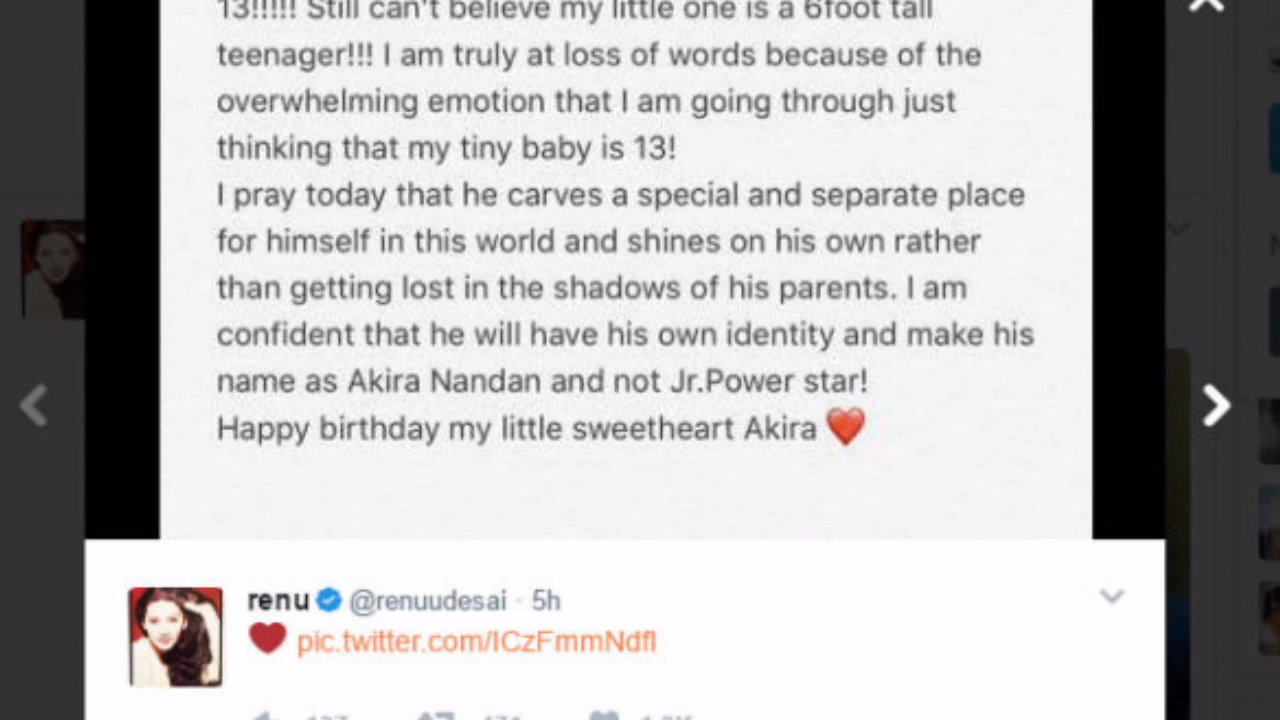 13!!!!! Still can't believe my little one is a 6foot tall
teenager!!! I am truly at loss of words because of the
overwhelming emotion that I am going through just
thinking that my tiny baby is 13!
I pray today that he carves a special and separate place
for himself in this world and shines on his own rather
than getting lost in the shadows of his parents. I am
confident that he will have his own identity and make his
name as Akira Nandan and not Jr.Power star!
Happy birthday my little sweetheart Akira ❤️
renu @renuudesai · 5h
❤️ pic.twitter.com/ICzFmmNdfl